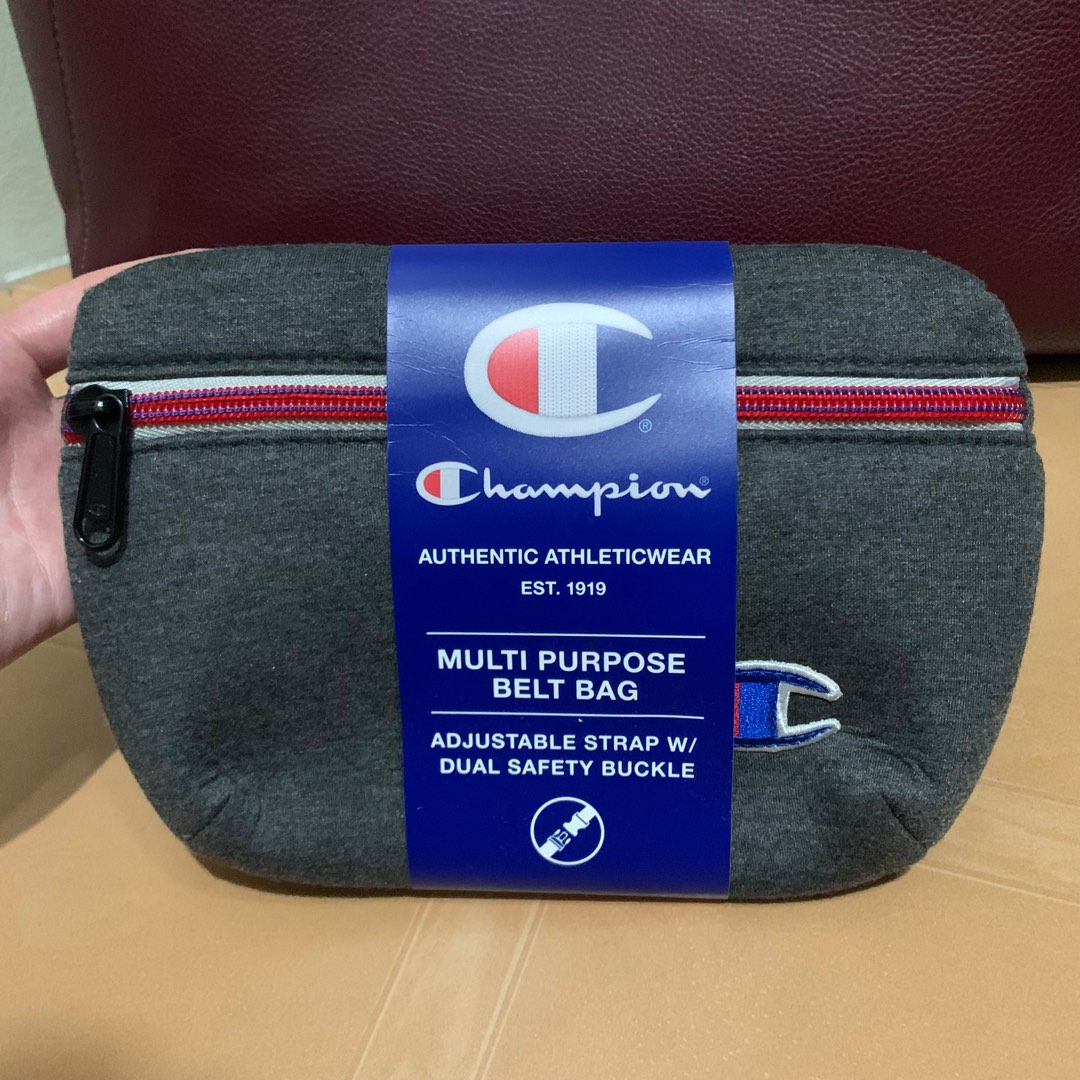 Champion®
AUTHENTIC ATHLETICWEAR
EST. 1919
MULTI PURPOSE
BELT BAG
ADJUSTABLE STRAP W/
DUAL SAFETY BUCKLE